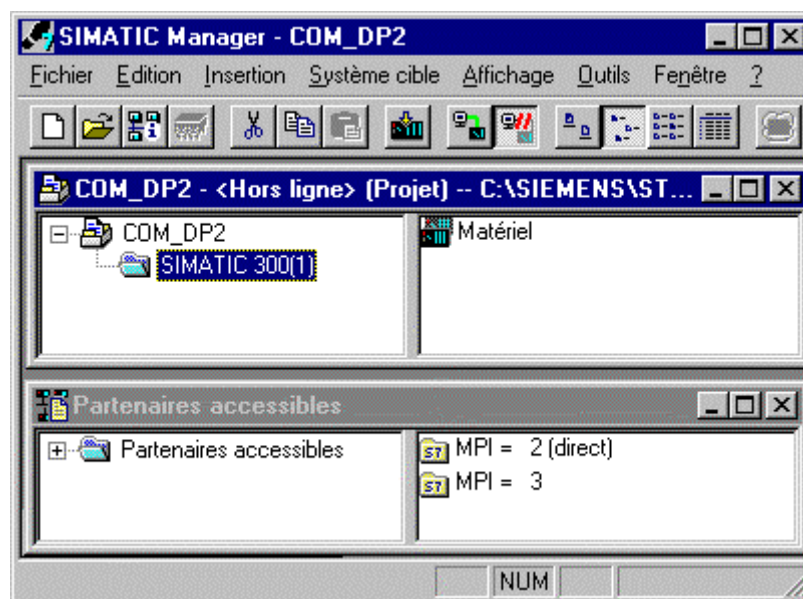 SIMATIC Manager - COM_DP2
Fichier Edition Insertion Système cible Affichage Outils Fenêtre ?
COM_DP2 - <Hors ligne> (Projet) -- C:\SIEMENS\ST...
COM_DP2
SIMATIC 300(1)
Matériel
Partenaires accessibles
Partenaires accessibles
MPI = 2 (direct)
MPI = 3
NUM